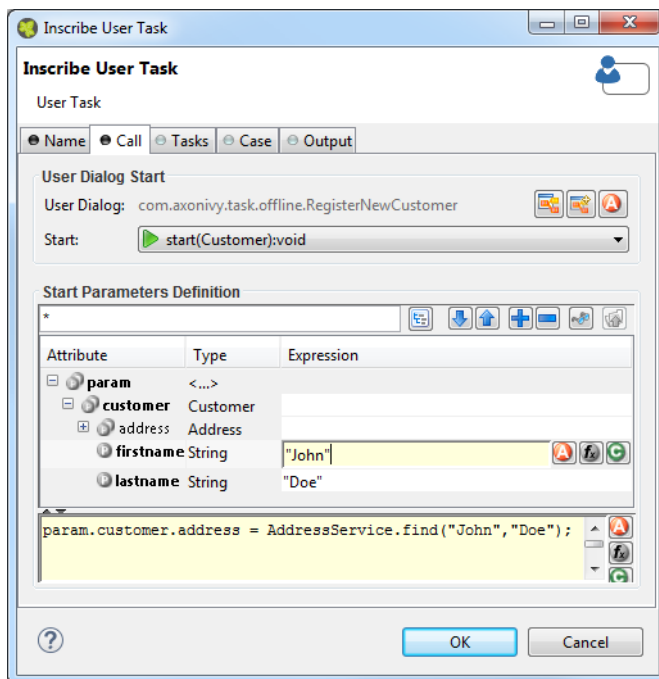 Inscribe User Task
Inscribe User Task
User Task
Name Call Tasks Case Output
User Dialog Start
User Dialog: com.axonivy.task.offline.RegisterNewCustomer
Start: start(Customer):void
Start Parameters Definition
*
Attribute Type Expression
param <...>
customer Customer
address Address
firstname String "John"
lastname String "Doe"
param.customer.address = AddressService.find("John","Doe");
OK Cancel